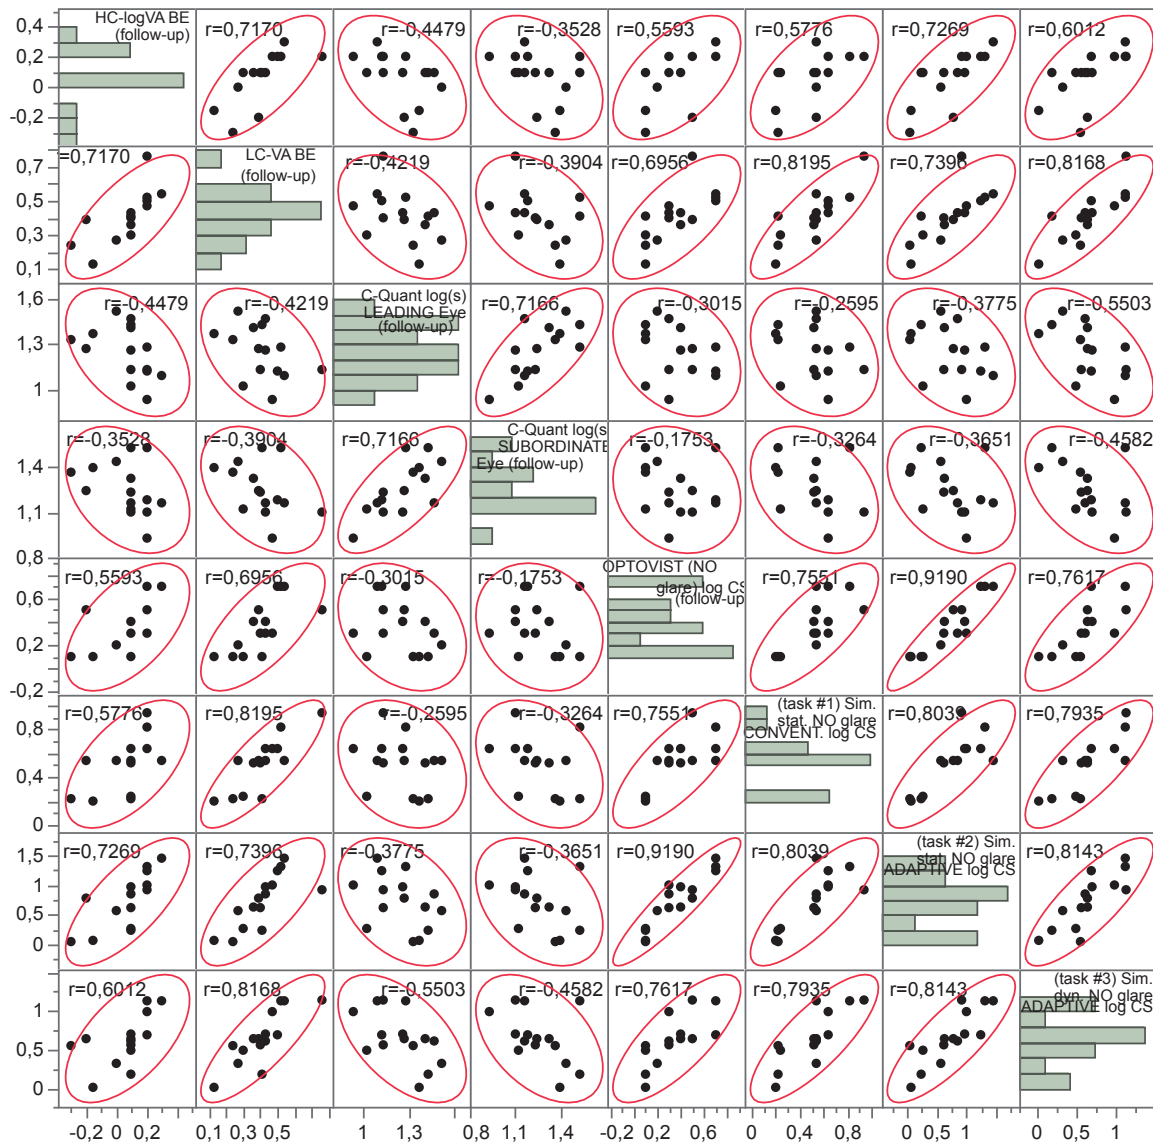 0,4
0,2
0
-0,2
HC-logVA BE
(follow-up)
r=0,7170
r=-0,4479
r=-0,3528
r=0,5593
r=0,5776
r=0,7269
r=0,6012
0,7
0,5
0,3
0,1
=0,7170
LC-VA BE
(follow-up)
r=-0,4219
r=-0,3904
r=0,6956
r=0,8195
r=0,7396
r=0,8168
1,6
1,3
1
r=-0,4479
r=-0,4219
C-Quant log(s)
LEADING Eye
(follow-up)
r=0,7166
r=-0,3015
r=-0,2595
r=-0,3775
r=-0,5503
1,4
1,1
0,8
r=-0,3528
r=-0,3904
r=0,7166
C-Quant log(s
SUBORDINATE
Eye (follow-up)
r=-0,1753
r=-0,3264
r=-0,3651
r=-0,4582
0,6
0,2
-0,2
r=0,5593
r=0,6956
r=-0,3015
r=-0,1753
OPTOVIST (NO
glare) log CS
(follow-up
r=0,7551
r=0,9190
r=0,7617
0,8
0,4
0
r=0,5776
r=0,8195
r=-0,2595
r=-0,3264
r=0,7551
(task #1) Sim.
stat. NO glare
CONVENT. log CS
r=0,8039
r=0,7935
1,5
1
0,5
0
r=0,7269
r=0,7396
r=-0,3775
r=-0,3651
r=0,9190
r=0,8039
(task #2) Sim.
stat. NO glare
ADAPTIVE log CS
r=0,8143
1
0,5
0
r=0,6012
r=0,8168
r=-0,5503
r=-0,4582
r=0,7617
r=0,7935
r=0,8143
(task #3) Sim.
dyn. NO glare
ADAPTIVE log CS
-0,2 0 0,2
0,1 0,3 0,5
1 1,3
0,8 1,1 1,4
-0,2 0,2 0,6
0 0,4 0,8
0 0,5 1
0 0,5 1